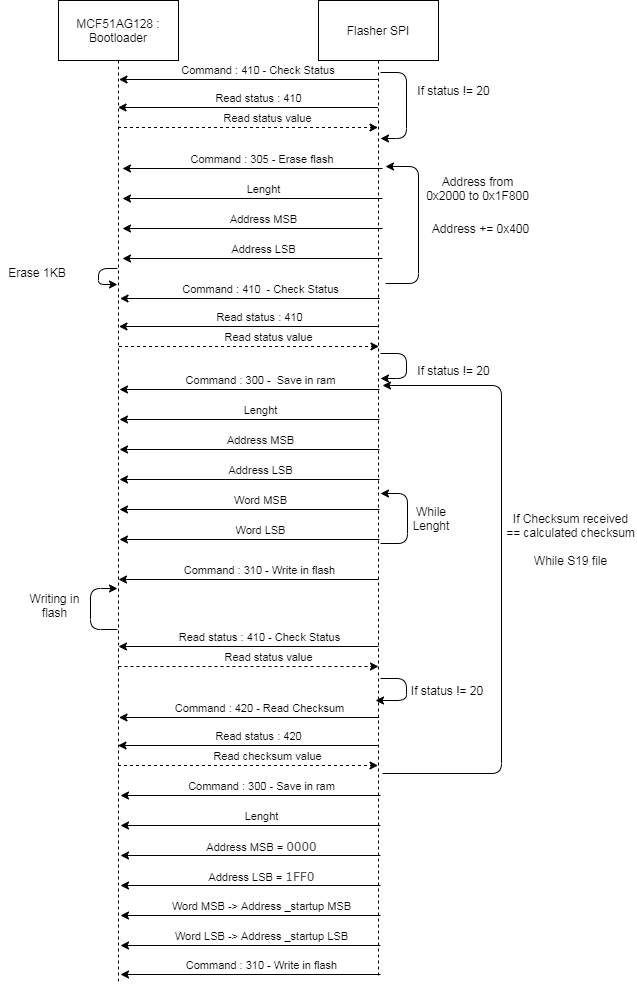 MCF51AG128 :
Bootloader
Flasher SPI
Command : 410 - Check Status
If status != 20
Read status : 410
Read status value
Command : 305 - Erase flash
Address from
0x2000 to 0x1F800
Lenght
Address MSB
Address += 0x400
Address LSB
Erase 1KB
Command : 410 - Check Status
Read status : 410
Read status value
If status != 20
Command : 300 - Save in ram
Lenght
Address MSB
Address LSB
Word MSB
While
Lenght
If Checksum received
== calculated checksum
Word LSB
While S19 file
Command : 310 - Write in flash
Writing in
flash
Read status : 410 - Check Status
Read status value
If status != 20
Command : 420 - Read Checksum
Read status : 420
Read checksum value
Command : 300 - Save in ram
Lenght
Address MSB = 0000
Address LSB = 1FF0
Word MSB -> Address _startup MSB
Word LSB -> Address _startup LSB
Command : 310 - Write in flash